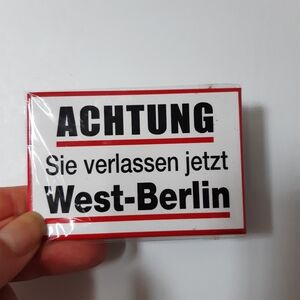 ACHTUNG
Sie verlassen jetzt
West-Berlin